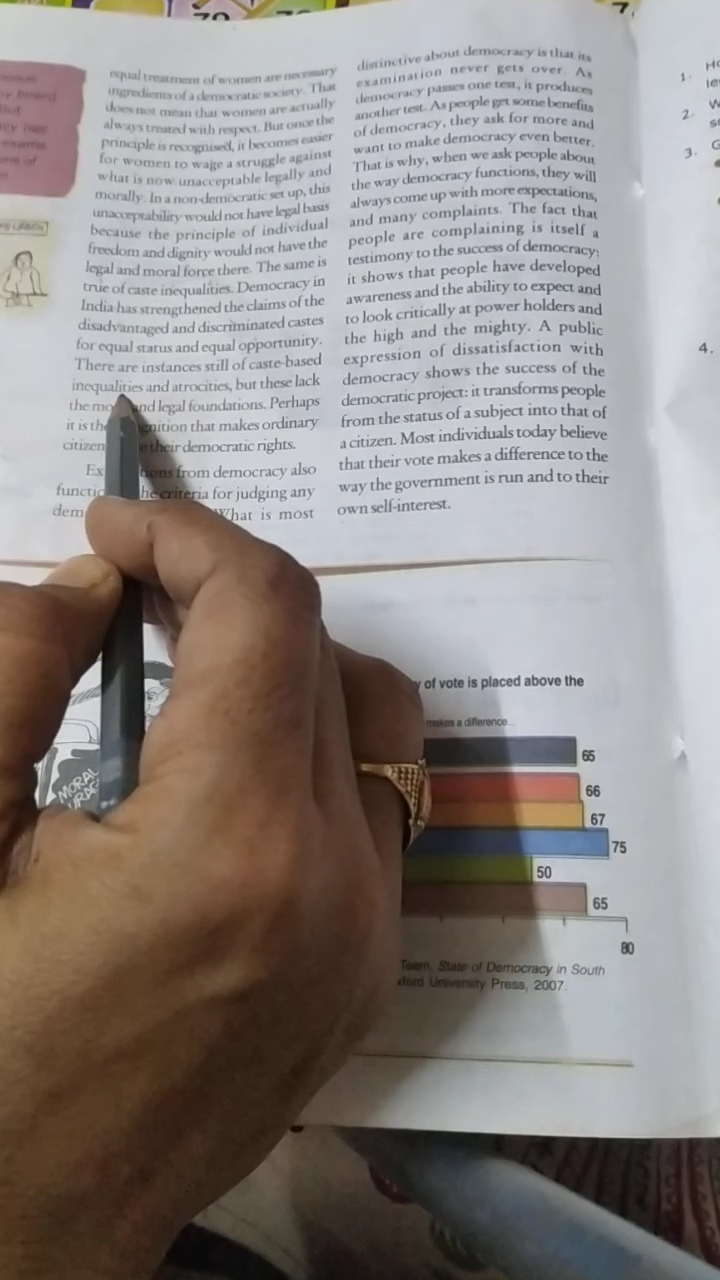 equal treatment of women are necessary
ingredients of a democratic society. That
does not mean that women are actually
always treated with respect. But once the
principle is recognised, it becomes easier
for women to wage a struggle against
what is now unacceptable legally and
morally. In a non-democratic set up, this
unacceptability would not have legal basis
because the principle of individual
freedom and dignity would not have the
legal and moral force there. The same is
true of caste inequalities. Democracy in
India has strengthened the claims of the
disadvantaged and discriminated castes
for equal status and equal opportunity.
There are instances still of caste-based
inequalities and atrocities, but these lack
the and legal foundations. Perhaps
it is the that makes ordinary
citizen their democratic rights.
from democracy also
criteria for judging any
What is most
distinctive about democracy is that its
examination never gets over. As
democracy passes one test, it produces
another test. As people get some benefits
of democracy, they ask for more and
want to make democracy even better.
That is why, when we ask people about
the way democracy functions, they will
always come up with more expectations,
and many complaints. The fact that
people are complaining is itself a
testimony to the success of democracy:
it shows that people have developed
awareness and the ability to expect and
to look critically at power holders and
the high and the mighty. A public
expression of dissatisfaction with
democracy shows the success of the
democratic project: it transforms people
from the status of a subject into that of
a citizen. Most individuals today believe
that their vote makes a difference to the
way the government is run and to their
own self-interest.
of vote is placed above the
makes a difference...
65
66
67
75
50
65
80
Team, State of Democracy in South
University Press, 2007.
MORAL
1.
2.
3.
4.